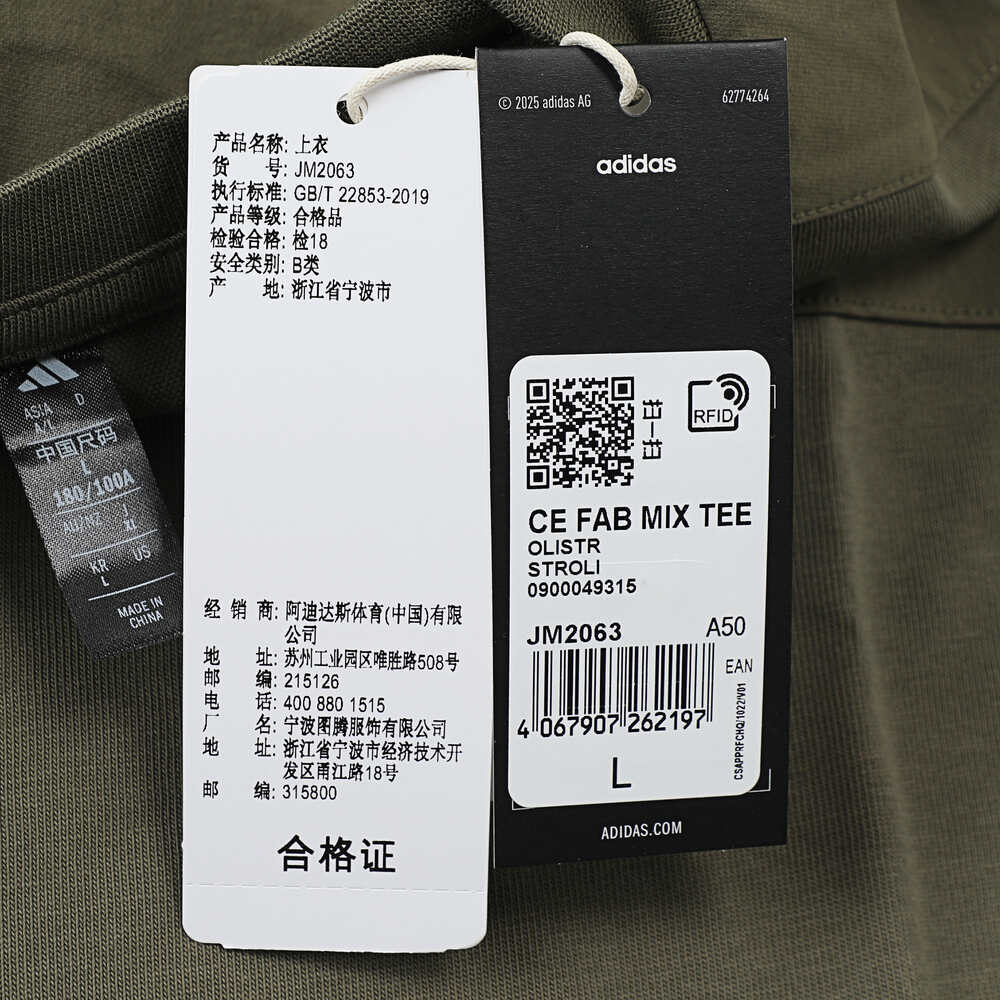 产品名称: 上衣
货 号: JM2063
执行标准: GB/T 22853-2019
产品等级: 合格品
检验合格: 检18
安全类别: B类
产 地: 浙江省宁波市
经 销 商: 阿迪达斯体育(中国)有限
公司
地 址: 苏州工业园区唯胜路508号
邮 编: 215126
电 话: 400 880 1515
厂 名: 宁波图腾服饰有限公司
地 址: 浙江省宁波市经济技术开
发区甬江路18号
邮 编: 315800
合格证
© 2025 adidas AG
62774264
adidas
扫一扫
RFID
CE FAB MIX TEE
OLISTR
STROLI
0900049315
JM2063 A50
EAN
4 067907 262197
CSAPPRFCHQ/1022/V01
L
ADIDAS.COM
ASIA D
中国尺码
L
180/100A
AU/NZ J
KR US
L
MADE IN
CHINA